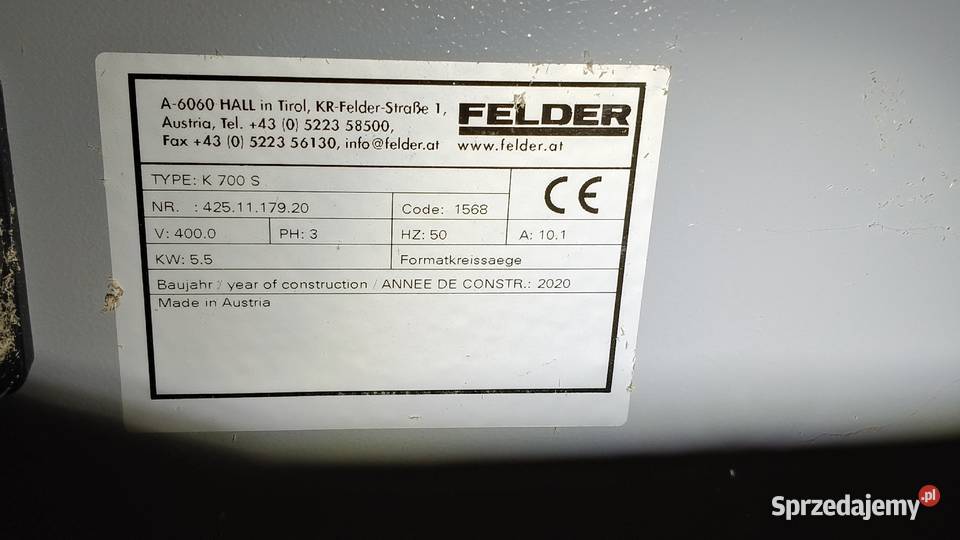 A-6060 HALL in Tirol, KR-Felder-Straße 1,
Austria, Tel. +43 (0) 5223 58500,
Fax +43 (0) 5223 56130, info@felder.at
FELDER
www.felder.at
TYPE: K 700 S
CE
NR. : 425.11.179.20 Code: 1568
V: 400.0 PH: 3 HZ: 50 A: 10.1
KW: 5.5 Formatkreissaege
Baujahr / year of construction / ANNEE DE CONSTR.: 2020
Made in Austria
Sprzedajemy.pl